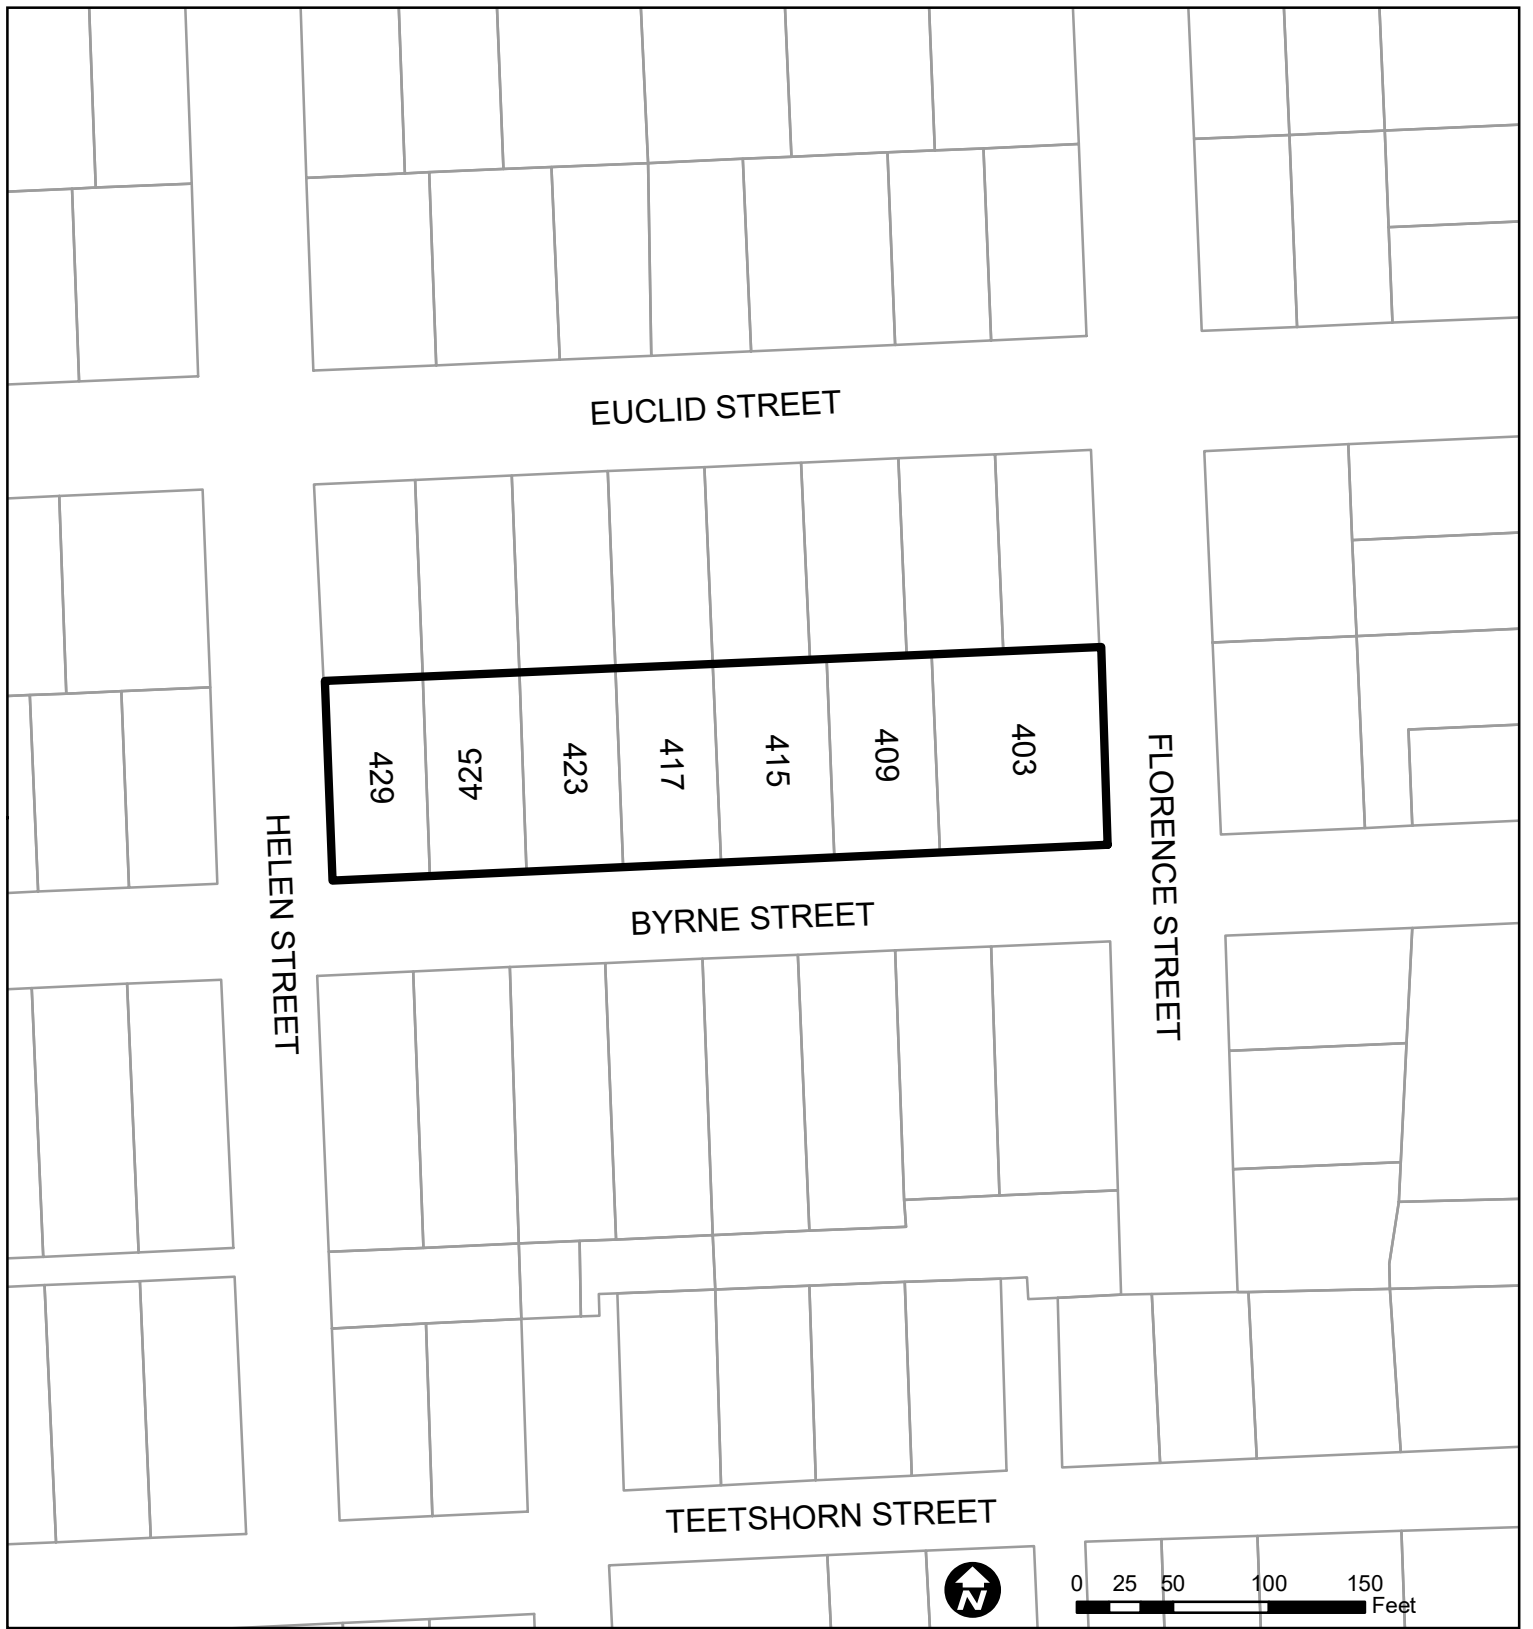 EUCLID STREET
429
425
423
417
415
409
403
HELEN STREET
FLORENCE STREET
BYRNE STREET
TEETSHORN STREET
N
0 25 50 100 150
Feet